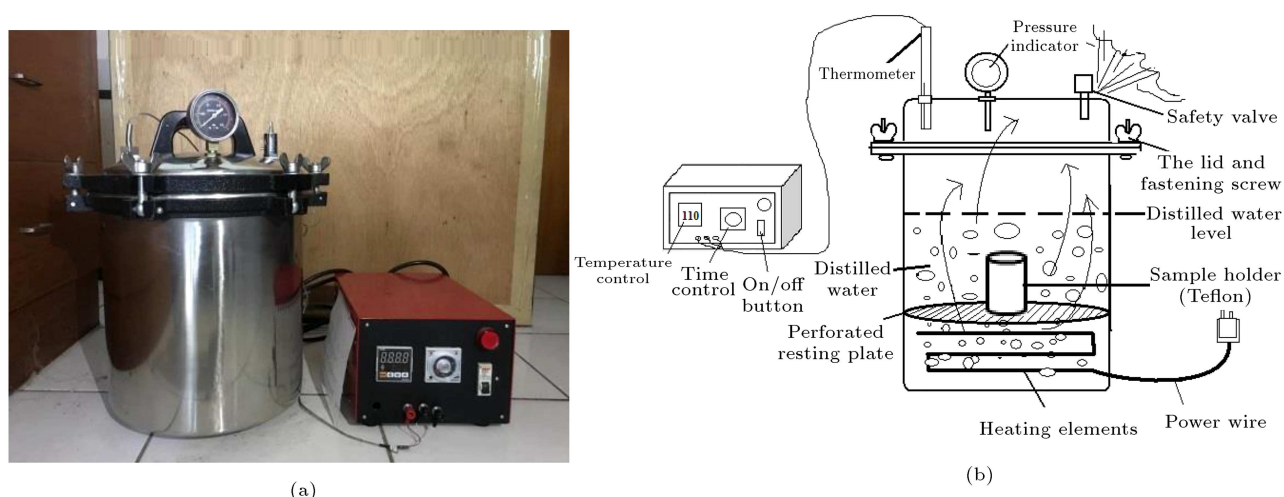 Pressure
indicator
Thermometer
Safety valve
The lid and
fastening screw
110
Distilled water
level
Temperature
control
Time
control
On/off
button
Distilled
water
Sample holder
(Teflon)
Perforated
resting plate
Heating elements
Power wire
(a)
(b)